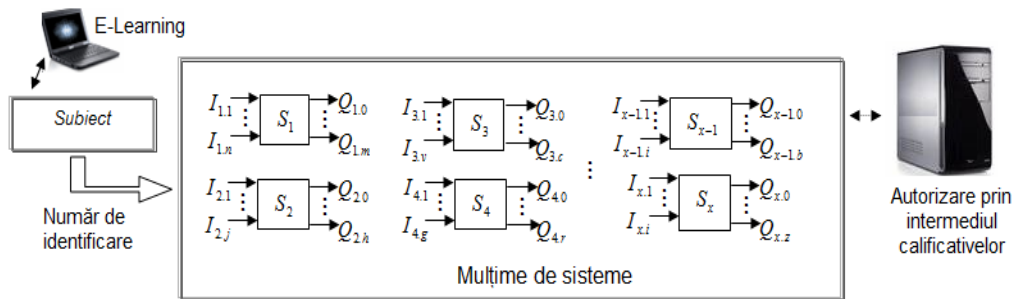 E-Learning
Subiect
Număr de
identificare
I1.1
I1.n
S1
Q1.0
Q1.m
I2.1
I2.j
S2
Q2.0
Q2.h
I3.1
I3.v
S3
Q3.0
Q3.c
I4.1
I4.g
S4
Q4.0
Q4.r
Ix-1.1
Ix-1.i
Sx-1
Qx-1.0
Qx-1.b
Ix.1
Ix.i
Sx
Qx.0
Qx.z
Mulțime de sisteme
Autorizare prin
intermediul
calificativelor